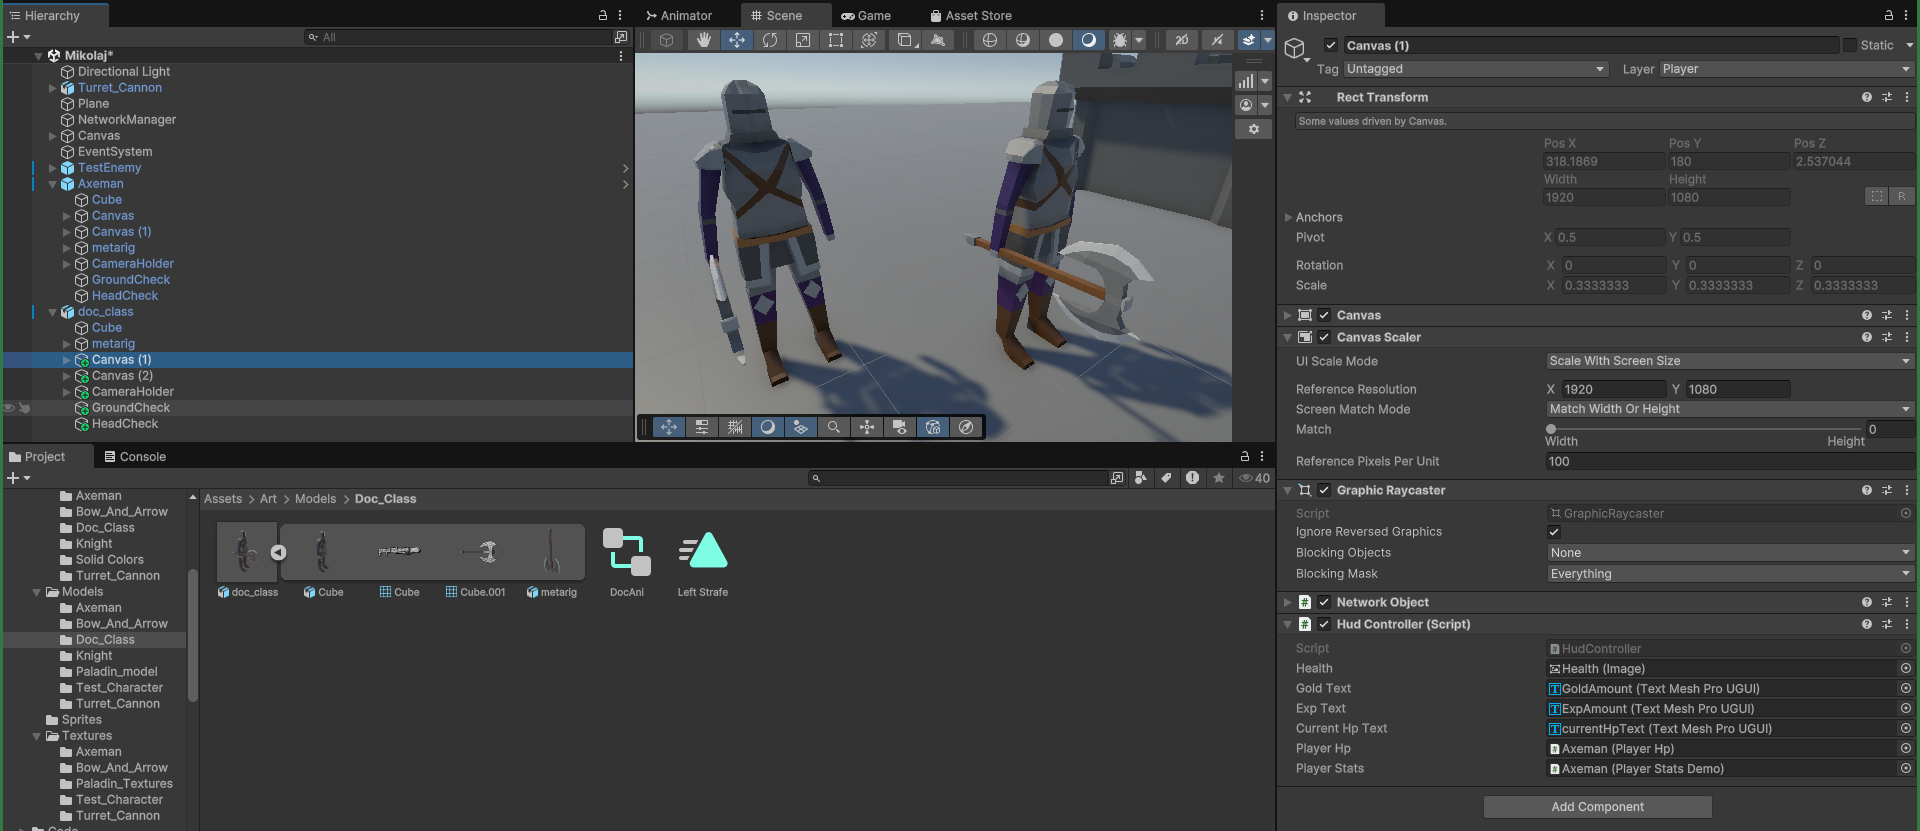 Hierarchy
All
Mikolaj*
Directional Light
Turret_Cannon
Plane
NetworkManager
Canvas
EventSystem
TestEnemy
Axeman
Cube
Canvas
Canvas (1)
metarig
CameraHolder
GroundCheck
HeadCheck
doc_class
Cube
metarig
Canvas (1)
Canvas (2)
CameraHolder
GroundCheck
HeadCheck
Animator
Scene
Game
Asset Store
2D
Project
Console
40
Axeman
Bow_And_Arrow
Doc_Class
Knight
Solid Colors
Turret_Cannon
Models
Axeman
Bow_And_Arrow
Doc_Class
Knight
Paladin_model
Test_Character
Turret_Cannon
Sprites
Textures
Axeman
Bow_And_Arrow
Paladin_Textures
Test_Character
Turret_Cannon
Code
Assets > Art > Models > Doc_Class
doc_class
Cube
Cube
Cube.001
metarig
DocAni
Left Strafe
Inspector
Canvas (1)
Static
Tag Untagged
Layer Player
Rect Transform
Some values driven by Canvas.
Pos X Pos Y Pos Z
318.1869 180 2.537044
Width Height
1920 1080
R
Anchors
Pivot X 0.5 Y 0.5
Rotation X 0 Y 0 Z 0
Scale X 0.3333333 Y 0.3333333 Z 0.3333333
Canvas
Canvas Scaler
UI Scale Mode Scale With Screen Size
Reference Resolution X 1920 Y 1080
Screen Match Mode Match Width Or Height
Match 0
Width Height
Reference Pixels Per Unit 100
Graphic Raycaster
Script GraphicRaycaster
Ignore Reversed Graphics
Blocking Objects None
Blocking Mask Everything
Network Object
Hud Controller (Script)
Script HudController
Health Health (Image)
Gold Text GoldAmount (Text Mesh Pro UGUI)
Exp Text ExpAmount (Text Mesh Pro UGUI)
Current Hp Text currentHpText (Text Mesh Pro UGUI)
Player Hp Axeman (Player Hp)
Player Stats Axeman (Player Stats Demo)
Add Component